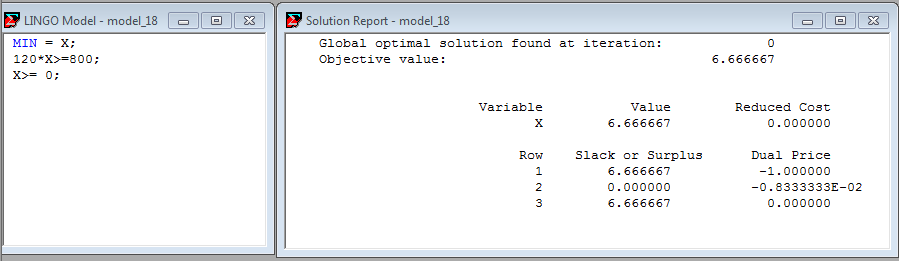 LINGO Model - model_18
MIN = X;
120*X>=800;
X>= 0;
Solution Report - model_18
Global optimal solution found at iteration: 0
Objective value: 6.666667
Variable Value Reduced Cost
X 6.666667 0.000000
Row Slack or Surplus Dual Price
1 6.666667 -1.000000
2 0.000000 -0.8333333E-02
3 6.666667 0.000000